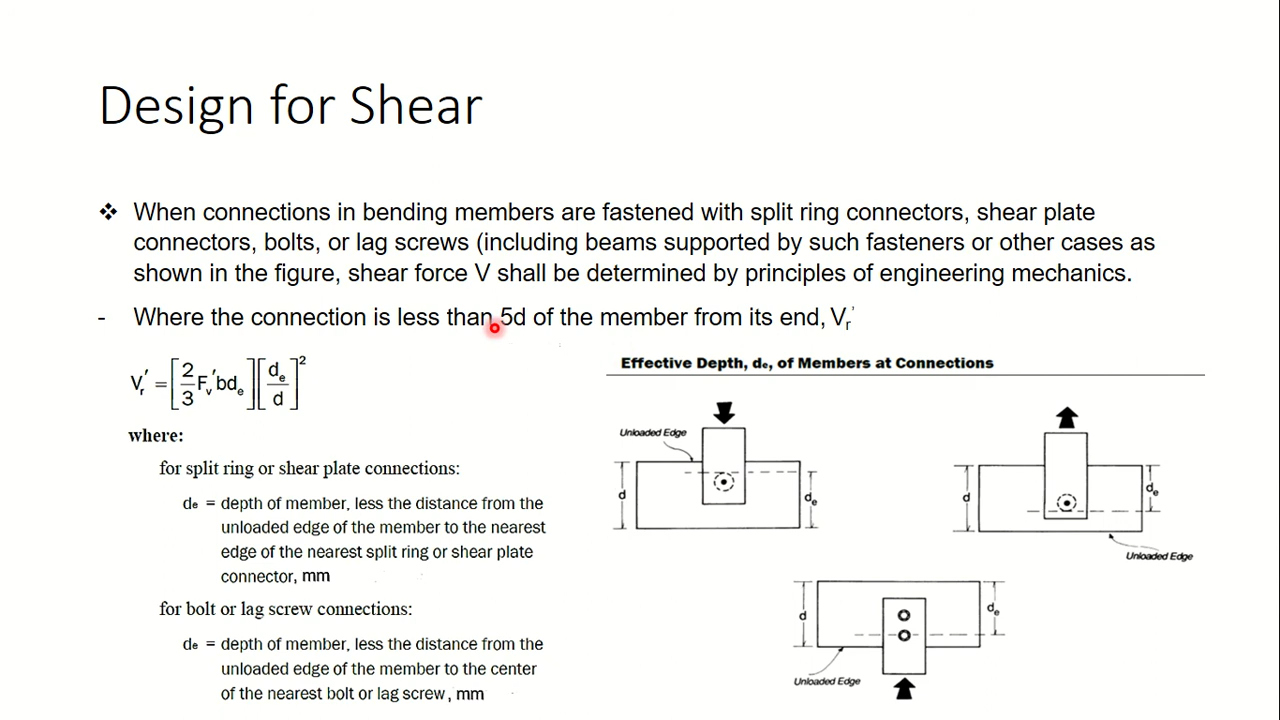 Design for Shear
❖ When connections in bending members are fastened with split ring connectors, shear plate
connectors, bolts, or lag screws (including beams supported by such fasteners or other cases as
shown in the figure, shear force V shall be determined by principles of engineering mechanics.
- Where the connection is less than 5d of the member from its end, Vr'
Vr′ = [2/3 Fv′bde][de/d]²
where:
for split ring or shear plate connections:
de = depth of member, less the distance from the
unloaded edge of the member to the nearest
edge of the nearest split ring or shear plate
connector, mm
for bolt or lag screw connections:
de = depth of member, less the distance from the
unloaded edge of the member to the center
of the nearest bolt or lag screw, mm
Effective Depth, de, of Members at Connections
Unloaded Edge
d
de
d
de
Unloaded Edge
d
de
Unloaded Edge